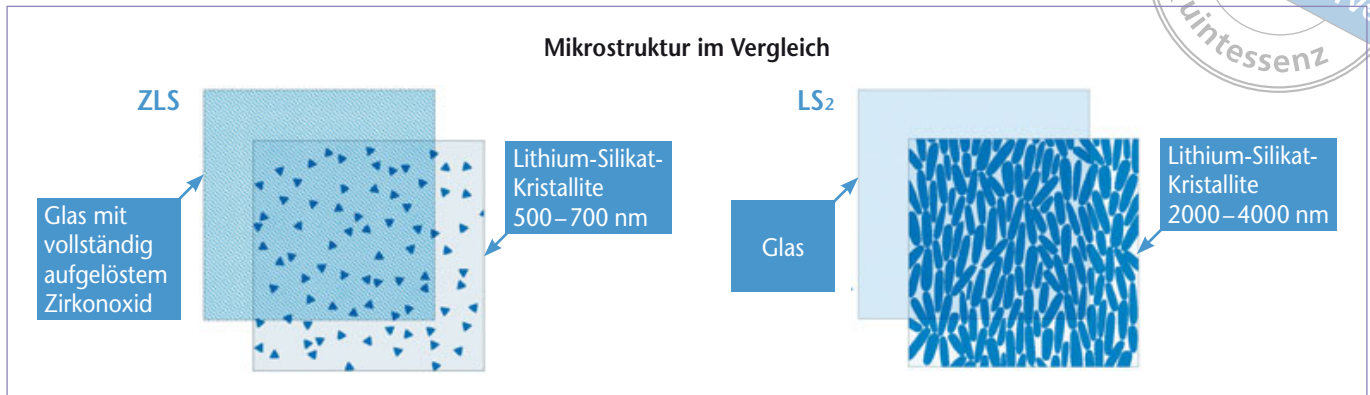 Mikrostruktur im Vergleich
uintessenz
ZLS
Glas mit
vollständig
aufgelöstem
Zirkonoxid
Lithium-Silikat-
Kristallite
500–700 nm
LS2
Glas
Lithium-Silikat-
Kristallite
2000–4000 nm